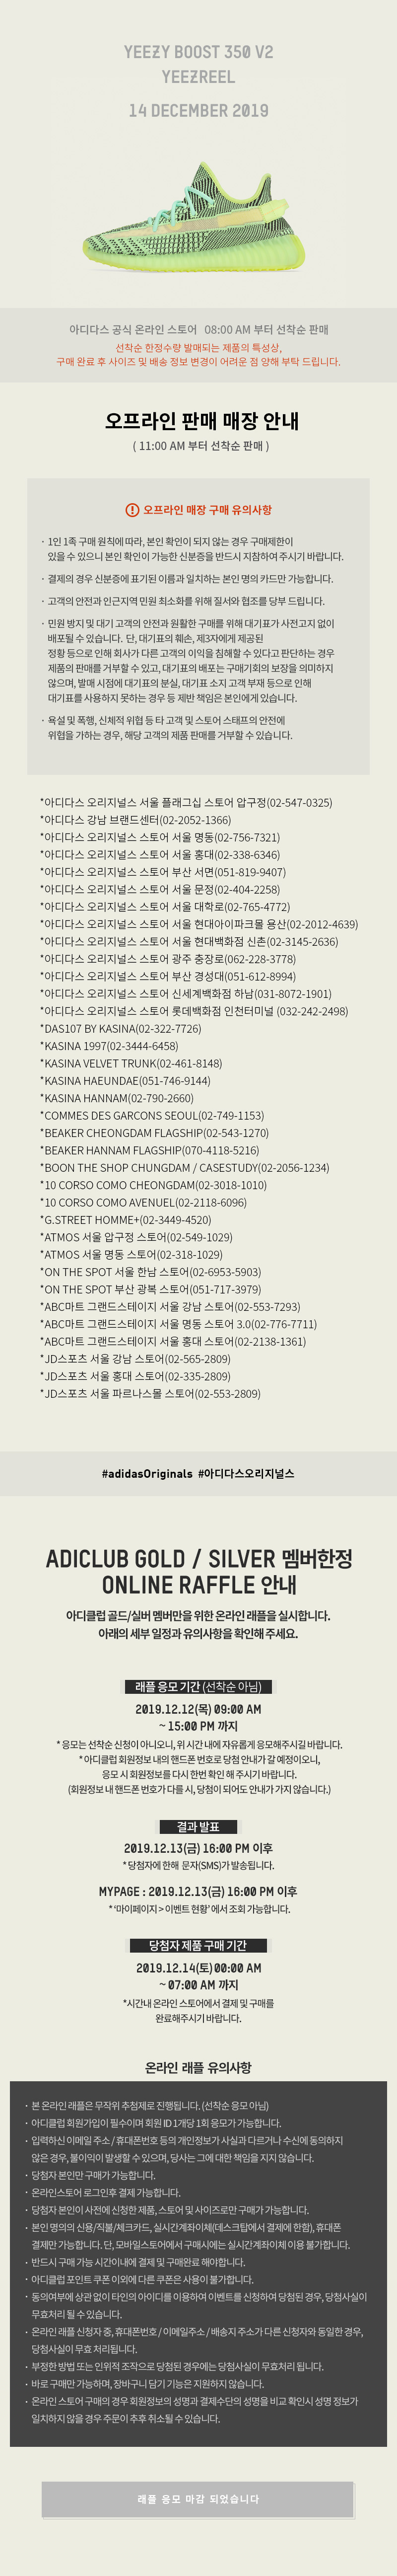 YEEZY BOOST 350 V2
YEEZREEL
14 DECEMBER 2019
아디다스 공식 온라인 스토어 08:00 AM 부터 선착순 판매
선착순 한정수량 발매되는 제품의 특성상,
구매 완료 후 사이즈 및 배송 정보 변경이 어려운 점 양해 부탁 드립니다.
오프라인 판매 매장 안내
( 11:00 AM 부터 선착순 판매 )
! 오프라인 매장 구매 유의사항
· 1인 1족 구매 원칙에 따라, 본인 확인이 되지 않는 경우 구매제한이
있을 수 있으니 본인 확인이 가능한 신분증을 반드시 지참하여 주시기 바랍니다.
· 결제의 경우 신분증에 표기된 이름과 일치하는 본인 명의 카드만 가능합니다.
· 고객의 안전과 인근지역 민원 최소화를 위해 질서와 협조를 당부 드립니다.
· 민원 방지 및 대기 고객의 안전과 원활한 구매를 위해 대기표가 사전고지 없이
배포될 수 있습니다. 단, 대기표의 훼손, 제3자에게 제공된
정황 등으로 인해 회사가 다른 고객의 이익을 침해할 수 있다고 판단하는 경우
제품의 판매를 거부할 수 있고, 대기표의 배포는 구매기회의 보장을 의미하지
않으며, 발매 시점에 대기표의 분실, 대기표 소지 고객 부재 등으로 인해
대기표를 사용하지 못하는 경우 등 제반 책임은 본인에게 있습니다.
· 욕설 및 폭행, 신체적 위협 등 타 고객 및 스토어 스태프의 안전에
위협을 가하는 경우, 해당 고객의 제품 판매를 거부할 수 있습니다.
*아디다스 오리지널스 서울 플래그십 스토어 압구정(02-547-0325)
*아디다스 강남 브랜드센터(02-2052-1366)
*아디다스 오리지널스 스토어 서울 명동(02-756-7321)
*아디다스 오리지널스 스토어 서울 홍대(02-338-6346)
*아디다스 오리지널스 스토어 부산 서면(051-819-9407)
*아디다스 오리지널스 스토어 서울 문정(02-404-2258)
*아디다스 오리지널스 스토어 서울 대학로(02-765-4772)
*아디다스 오리지널스 스토어 서울 현대아이파크몰 용산(02-2012-4639)
*아디다스 오리지널스 스토어 서울 현대백화점 신촌(02-3145-2636)
*아디다스 오리지널스 스토어 광주 충장로(062-228-3778)
*아디다스 오리지널스 스토어 부산 경성대(051-612-8994)
*아디다스 오리지널스 스토어 신세계백화점 하남(031-8072-1901)
*아디다스 오리지널스 스토어 롯데백화점 인천터미널 (032-242-2498)
*DAS107 BY KASINA(02-322-7726)
*KASINA 1997(02-3444-6458)
*KASINA VELVET TRUNK(02-461-8148)
*KASINA HAEUNDAE(051-746-9144)
*KASINA HANNAM(02-790-2660)
*COMMES DES GARCONS SEOUL(02-749-1153)
*BEAKER CHEONGDAM FLAGSHIP(02-543-1270)
*BEAKER HANNAM FLAGSHIP(070-4118-5216)
*BOON THE SHOP CHUNGDAM / CASESTUDY(02-2056-1234)
*10 CORSO COMO CHEONGDAM(02-3018-1010)
*10 CORSO COMO AVENUEL(02-2118-6096)
*G.STREET HOMME+(02-3449-4520)
*ATMOS 서울 압구정 스토어(02-549-1029)
*ATMOS 서울 명동 스토어(02-318-1029)
*ON THE SPOT 서울 한남 스토어(02-6953-5903)
*ON THE SPOT 부산 광복 스토어(051-717-3979)
*ABC마트 그랜드스테이지 서울 강남 스토어(02-553-7293)
*ABC마트 그랜드스테이지 서울 명동 스토어 3.0(02-776-7711)
*ABC마트 그랜드스테이지 서울 홍대 스토어(02-2138-1361)
*JD스포츠 서울 강남 스토어(02-565-2809)
*JD스포츠 서울 홍대 스토어(02-335-2809)
*JD스포츠 서울 파르나스몰 스토어(02-553-2809)
#adidasOriginals #아디다스오리지널스
ADICLUB GOLD / SILVER 멤버한정
ONLINE RAFFLE 안내
아디클럽 골드/실버 멤버만을 위한 온라인 래플을 실시합니다.
아래의 세부 일정과 유의사항을 확인해 주세요.
래플 응모 기간 (선착순 아님)
2019.12.12(목) 09:00 AM
~ 15:00 PM 까지
* 응모는 선착순 신청이 아니오니, 위 시간 내에 자유롭게 응모해주시길 바랍니다.
* 아디클럽 회원정보 내의 핸드폰 번호로 당첨 안내가 갈 예정이오니,
응모 시 회원정보를 다시 한번 확인 해 주시기 바랍니다.
(회원정보 내 핸드폰 번호가 다를 시, 당첨이 되어도 안내가 가지 않습니다.)
결과 발표
2019.12.13(금) 16:00 PM 이후
* 당첨자에 한해 문자(SMS)가 발송됩니다.
MYPAGE : 2019.12.13(금) 16:00 PM 이후
* '마이페이지 > 이벤트 현황' 에서 조회 가능합니다.
당첨자 제품 구매 기간
2019.12.14(토) 00:00 AM
~ 07:00 AM 까지
*시간내 온라인 스토어에서 결제 및 구매를
완료해주시기 바랍니다.
온라인 래플 유의사항
· 본 온라인 래플은 무작위 추첨제로 진행됩니다. (선착순 응모 아님)
· 아디클럽 회원가입이 필수이며 회원 ID 1개당 1회 응모가 가능합니다.
· 입력하신 이메일 주소 / 휴대폰번호 등의 개인정보가 사실과 다르거나 수신에 동의하지
않은 경우, 불이익이 발생할 수 있으며, 당사는 그에 대한 책임을 지지 않습니다.
· 당첨자 본인만 구매가 가능합니다.
· 온라인스토어 로그인후 결제 가능합니다.
· 당첨자 본인이 사전에 신청한 제품, 스토어 및 사이즈로만 구매가 가능합니다.
· 본인 명의의 신용/직불/체크카드, 실시간계좌이체(데스크탑에서 결제에 한함), 휴대폰
결제만 가능합니다. 단, 모바일스토어에서 구매시에는 실시간계좌이체 이용 불가합니다.
· 반드시 구매 가능 시간이내에 결제 및 구매완료 해야합니다.
· 아디클럽 포인트 쿠폰 이외에 다른 쿠폰은 사용이 불가합니다.
· 동의여부에 상관 없이 타인의 아이디를 이용하여 이벤트를 신청하여 당첨된 경우, 당첨사실이
무효처리 될 수 있습니다.
· 온라인 래플 신청자 중, 휴대폰번호 / 이메일주소 / 배송지 주소가 다른 신청자와 동일한 경우,
당첨사실이 무효 처리됩니다.
· 부정한 방법 또는 인위적 조작으로 당첨된 경우에는 당첨사실이 무효처리 됩니다.
· 바로 구매만 가능하며, 장바구니 담기 기능은 지원하지 않습니다.
· 온라인 스토어 구매의 경우 회원정보의 성명과 결제수단의 성명을 비교 확인시 성명 정보가
일치하지 않을 경우 주문이 추후 취소될 수 있습니다.
래플 응모 마감 되었습니다